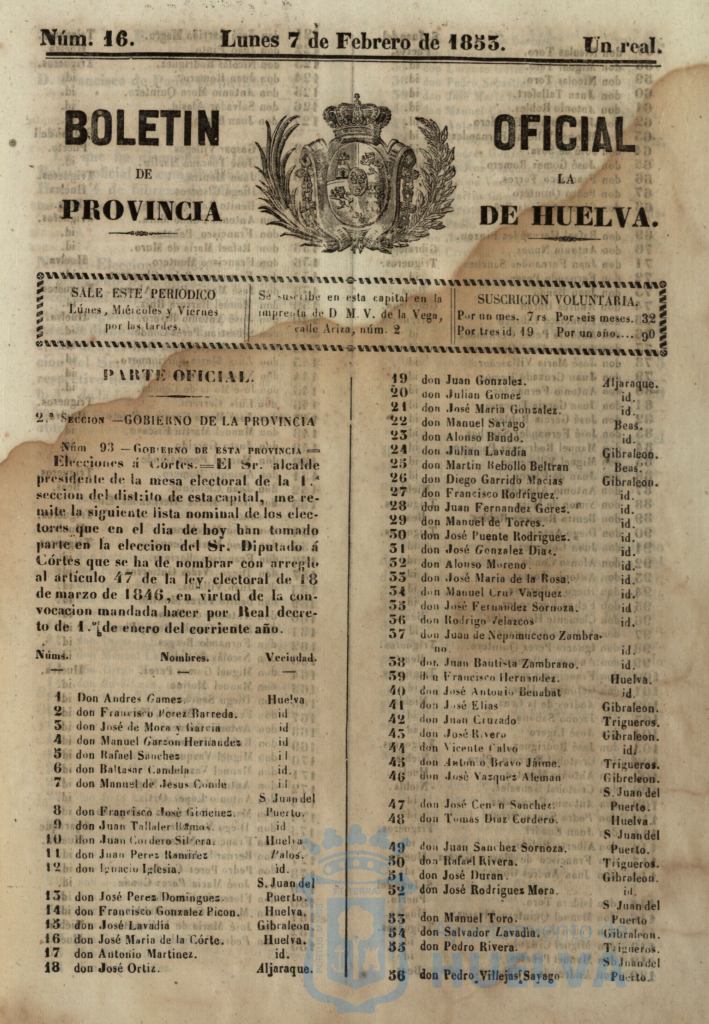 Núm. 16. Lunes 7 de Febrero de 1853. Un real.
BOLETIN OFICIAL
DE LA
PROVINCIA DE HUELVA.
SALE ESTE PERIODICO
Lúnes, Miércoles y Viernes
por las tardes.
Se suscribe en esta capital en la
imprenta de D M. V. de la Vega,
calle Ariza, núm. 2
SUSCRICION VOLUNTARIA.
Por un mes. 7 rs Por seis meses. 32
Por tres id. 19 Por un año.... 90
PARTE OFICIAL.
2.ª SECCION —GOBIERNO DE LA PROVINCIA
Núm 93 —GOBIERNO DE ESTA PROVINCIA=
Elecciones á Córtes.=El Sr. alcalde
presidente de la mesa electoral de la 1.ª
seccion del distrito de esta capital, me re-
mite la siguiente lista nominal de los elec-
tores que en el dia de hoy han tomado
parte en la eleccion del Sr. Diputado á
Córtes que se ha de nombrar con arreglo
al artículo 47 de la ley electoral de 18
de marzo de 1846, en virtud de la con-
vocacion mandada hacer por Real decre-
to de 1.º de enero del corriente año.
Núms. Nombres. Vecindad.
1 Don Andres Gamez. Huelva
2 don Francisco Perez Barreda. id
3 don José de Mora y Garcia id
4 don Manuel Garzon Hernandez id
5 don Rafael Sanchez id
6 don Baltasar Candela id.
7 don Manuel de Jesus Conde id
S. Juan del
8 don Francisco José Gimenez. Puerto.
9 don Juan Tallafer Ramos. id
10 don Juan Cordero Silvera. Huelva
11 don Juan Perez Ramirez Palos.
12 don Ignacio Iglesia. id.
S. Juan del
13 don José Perez Dominguez. Puerto.
14 don Francisco Gonzalez Picon. Huelva.
15 don José Lavadia Gibraleon.
16 don José Maria de la Córte. Huelva.
17 don Antonio Martinez. id.
18 don José Ortiz. Aljaraque.
19 don Juan Gonzalez. Aljaraque.
20 don Julian Gomez id.
21 don José Maria Gonzalez. id.
22 don Manuel Sayago Beas.
23 don Alonso Bando. id.
24 don Julian Lavadia Gibraleon.
25 don Martin Rebollo Beltran Beas.
26 don Diego Garrido Macias Gibraleon.
27 don Francisco Rodríguez. id.
28 don Juan Fernandez Gerez. id.
29 don Manuel de Torres. id.
30 don José Puente Rodriguez. id.
31 don José Gonzalez Diaz. id.
32 don Alonso Moreno. id.
33 don José Maria de la Rosa. id.
34 don Manuel Cruz Vazquez id.
35 don José Fernandez Sornoza. id.
36 don Rodrigo Velazcos id.
37 don Juan de Nepomuceno Zambra-
no. id.
38 don Juan Bautista Zambrano. id.
39 don Francisco Hernandez. Huelva.
40 don José Antonio Benabat id.
41 don José Elias Gibraleon.
42 don Juan Cruzado Trigueros.
43 don José Rivero Gibraleon.
44 don Vicente Calvo id.
45 don Antonio Bravo Jáime. Trigueros.
46 don José Vazquez Aleman Gibreleon.
S. Juan del
47 don José Sanchez. Puerto.
48 don Tomas Diaz Cordero. Huelva.
S Juan del
49 don Juan Sanchez Sornoza. Puerto.
50 don Rafael Rivera. Trigueros.
51 don José Duran. Gibraleon.
52 don José Rodriguez Mora. id.
S Juan del
53 don Manuel Toro. Puerto
54 don Salvador Lavadia. Gibraleon.
55 don Pedro Rivera. Trigueros.
S Juan del
56 don Pedro Villejas Sayago Puerto.
HUELVA